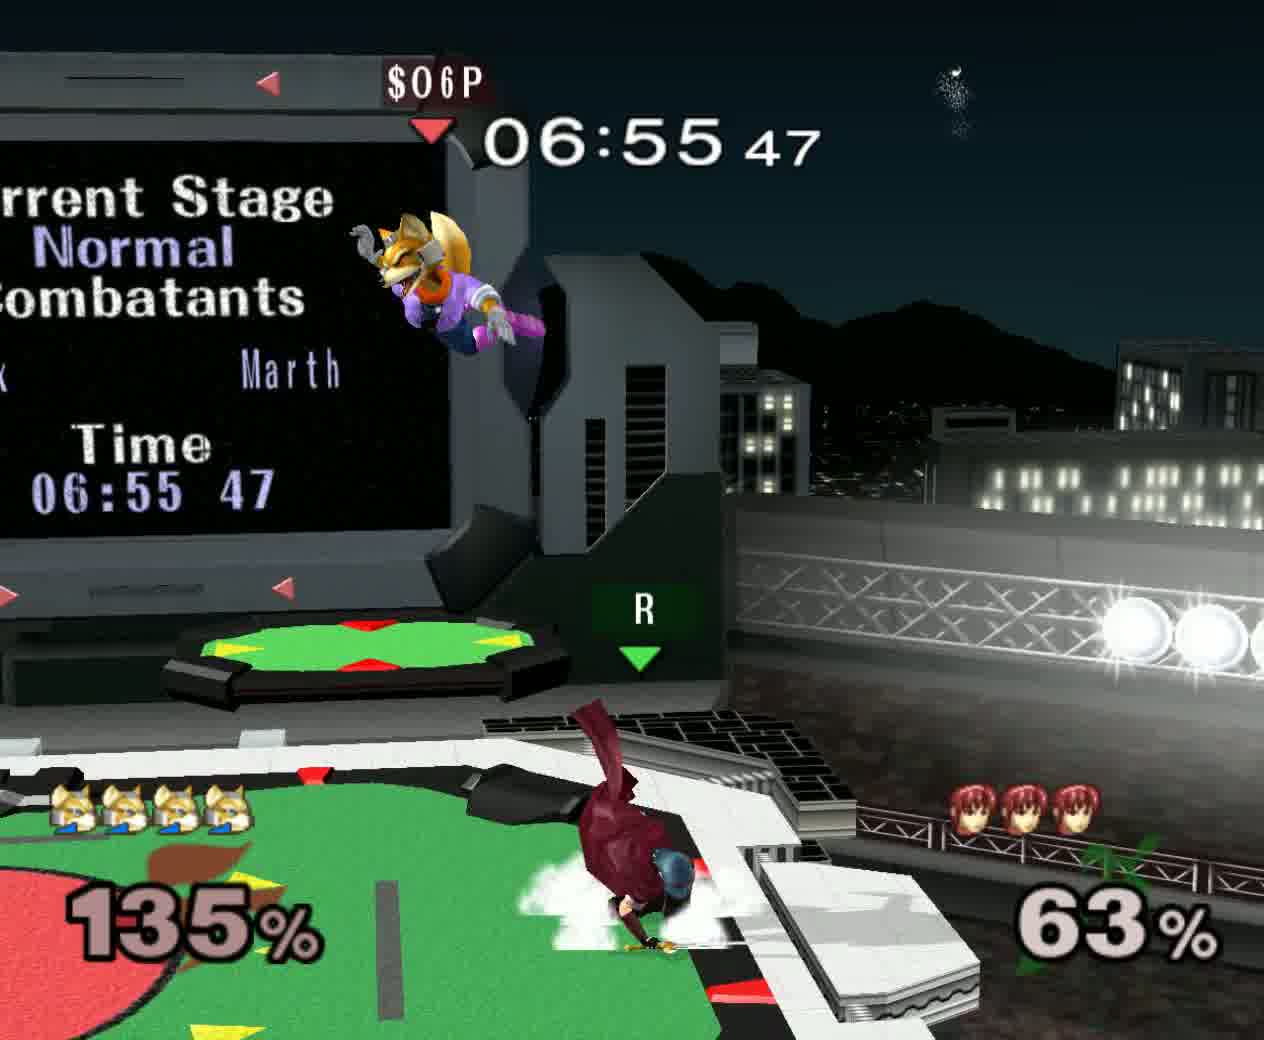 $06P
06:55 47
rrent Stage
Normal
ombatants
x Marth
Time
06:55 47
R
135%
63%